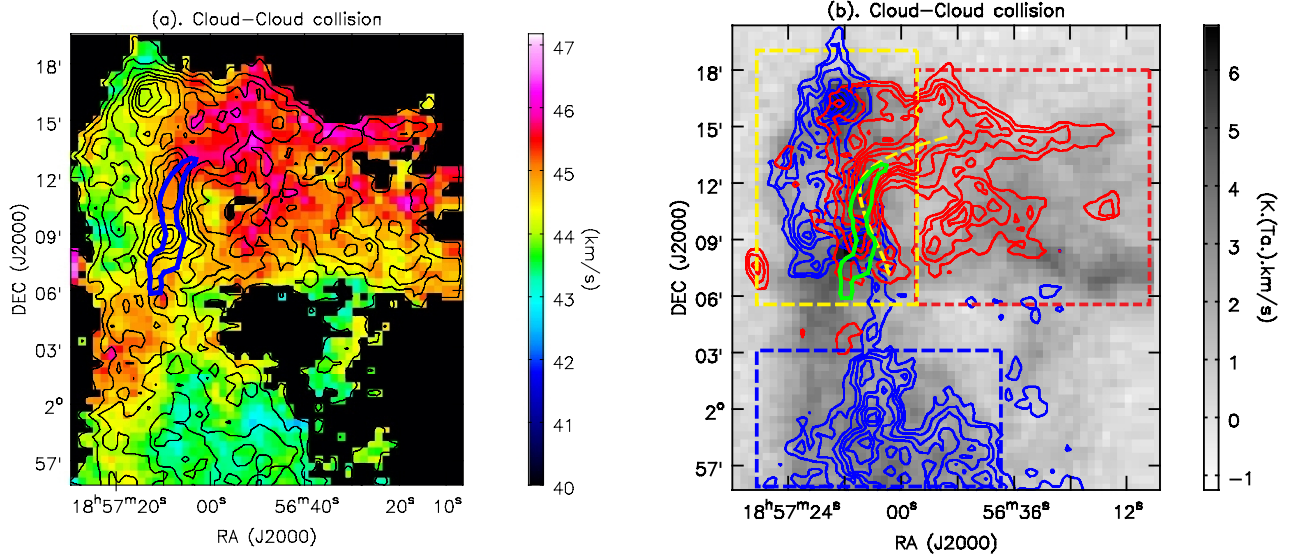 (a). Cloud-Cloud collision
18'
15'
12'
09'
06'
03'
2°
57'
DEC (J2000)
18ʰ57ᵐ20ˢ
00ˢ
56ᵐ40ˢ
20ˢ
10ˢ
RA (J2000)
47
46
45
44
43
42
41
40
(km/s)
(b). Cloud-Cloud collision
18'
15'
12'
09'
06'
03'
2°
57'
DEC (J2000)
18ʰ57ᵐ24ˢ
00ˢ
56ᵐ36ˢ
12ˢ
RA (J2000)
6
5
4
3
2
1
0
-1
(K.(Ta).km/s)